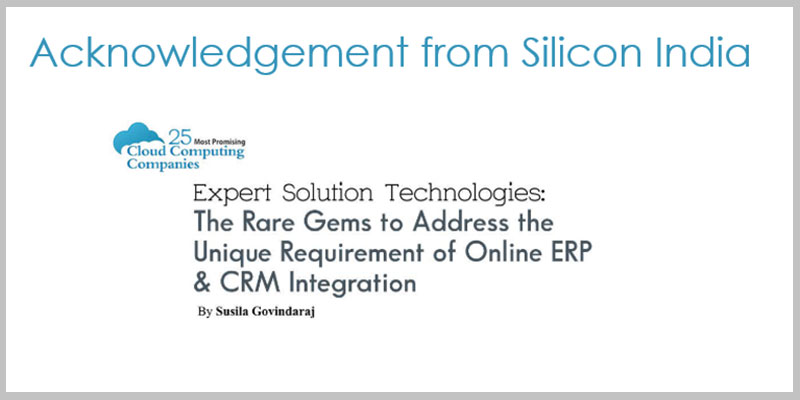 Acknowledgement from Silicon India
25 Most Promising
Cloud Computing
Companies
Expert Solution Technologies:
The Rare Gems to Address the
Unique Requirement of Online ERP
& CRM Integration
By Susila Govindaraj